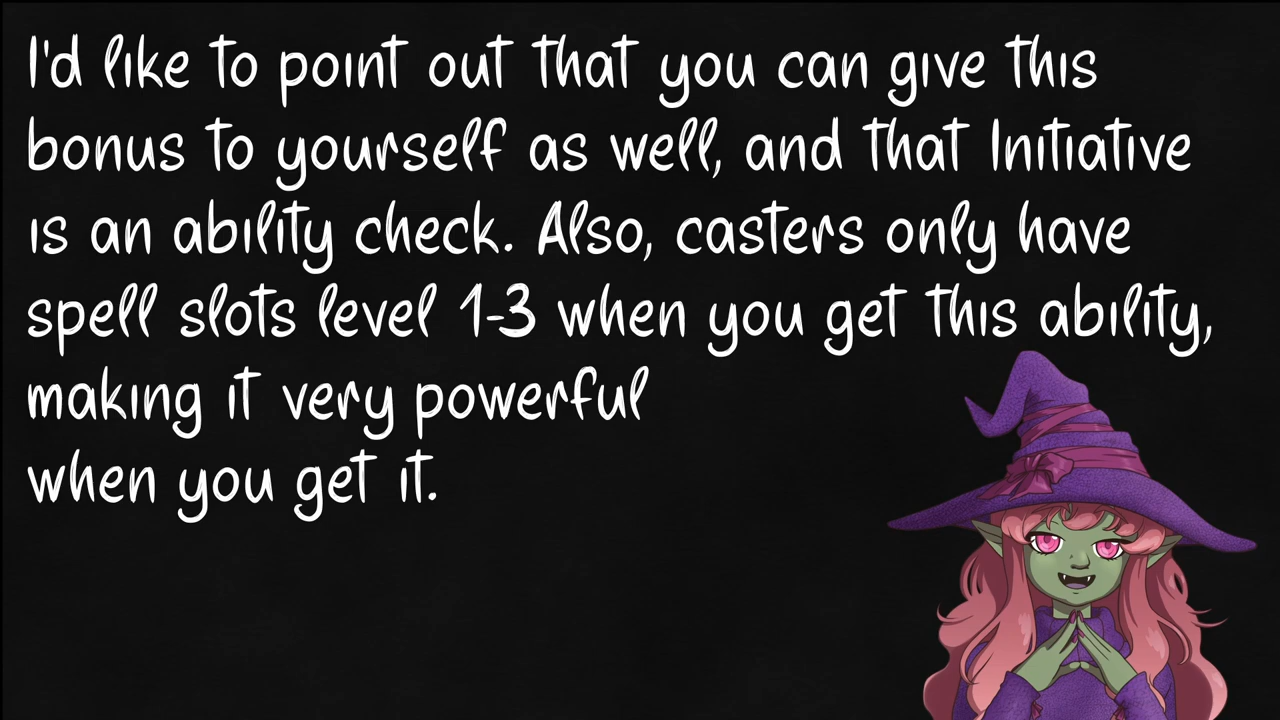 I'd like to point out that you can give this
bonus to yourself as well, and that Initiative
is an ability check. Also, casters only have
spell slots level 1-3 when you get this ability,
making it very powerful
when you get it.